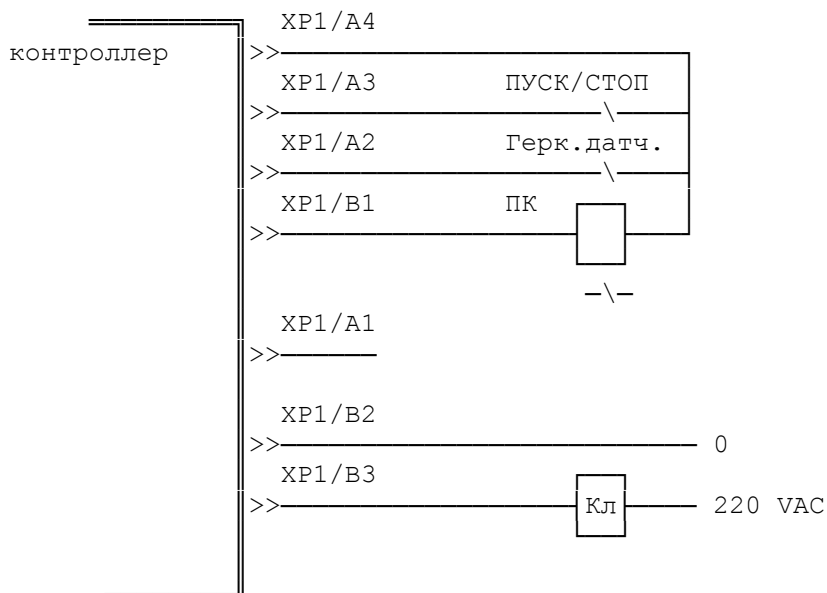 XP1/A4
контроллер >>
XP1/A3 ПУСК/СТОП
>>
XP1/A2 Герк.датч.
>>
XP1/B1 ПК
>>
XP1/A1
>>
XP1/B2
>> 0
XP1/B3
>> Кл 220 VAC